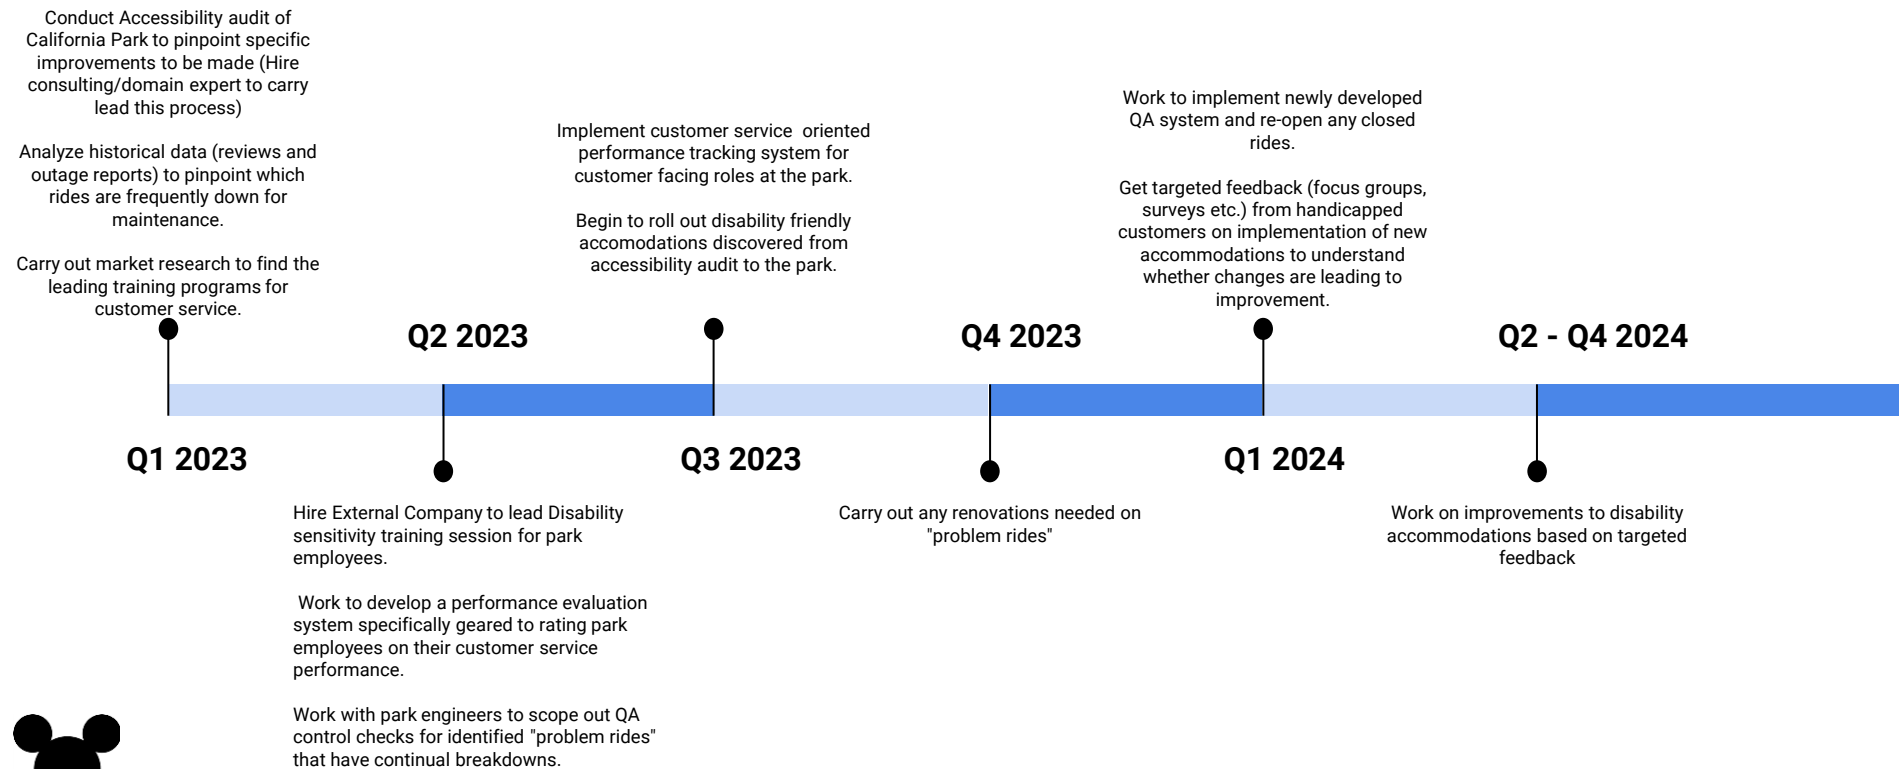 Conduct Accessibility audit of
California Park to pinpoint specific
improvements to be made (Hire
consulting/domain expert to carry
lead this process)
Analyze historical data (reviews and
outage reports) to pinpoint which
rides are frequently down for
maintenance.
Carry out market research to find the
leading training programs for
customer service.
Q1 2023
Q2 2023
Hire External Company to lead Disability
sensitivity training session for park
employees.
Work to develop a performance evaluation
system specifically geared to rating park
employees on their customer service
performance.
Work with park engineers to scope out QA
control checks for identified "problem rides"
that have continual breakdowns.
Implement customer service oriented
performance tracking system for
customer facing roles at the park.
Begin to roll out disability friendly
accomodations discovered from
accessibility audit to the park.
Q3 2023
Q4 2023
Carry out any renovations needed on
"problem rides"
Work to implement newly developed
QA system and re-open any closed
rides.
Get targeted feedback (focus groups,
surveys etc.) from handicapped
customers on implementation of new
accommodations to understand
whether changes are leading to
improvement.
Q1 2024
Q2 - Q4 2024
Work on improvements to disability
accommodations based on targeted
feedback